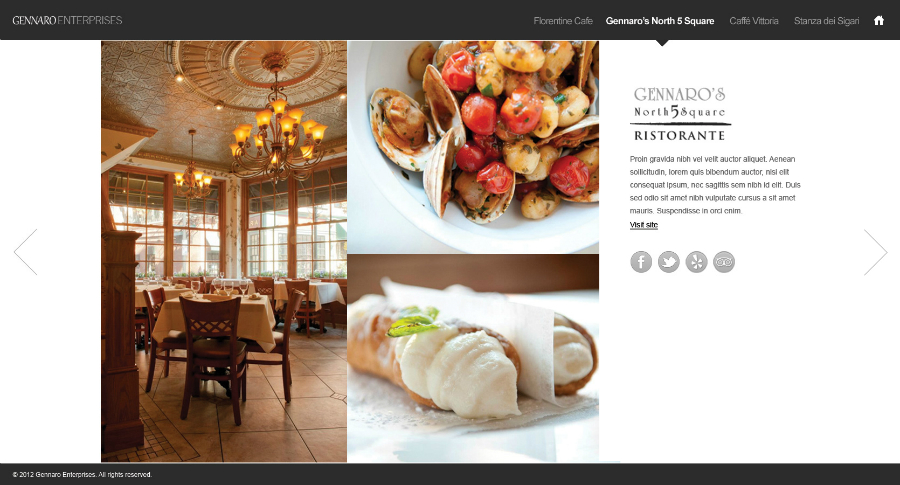 GENNARO ENTERPRISES
Florentine Cafe Gennaro's North 5 Square Caffé Vittoria Stanza dei Sigari
GENNARO'S
North 5 Square
RISTORANTE
Proin gravida nibh vel velit auctor aliquet. Aenean
sollicitudin, lorem quis bibendum auctor, nisi elit
consequat ipsum, nec sagittis sem nibh id elit. Duis
sed odio sit amet nibh vulputate cursus a sit amet
mauris. Suspendisse in orci enim.
Visit site
© 2012 Gennaro Enterprises. All rights reserved.